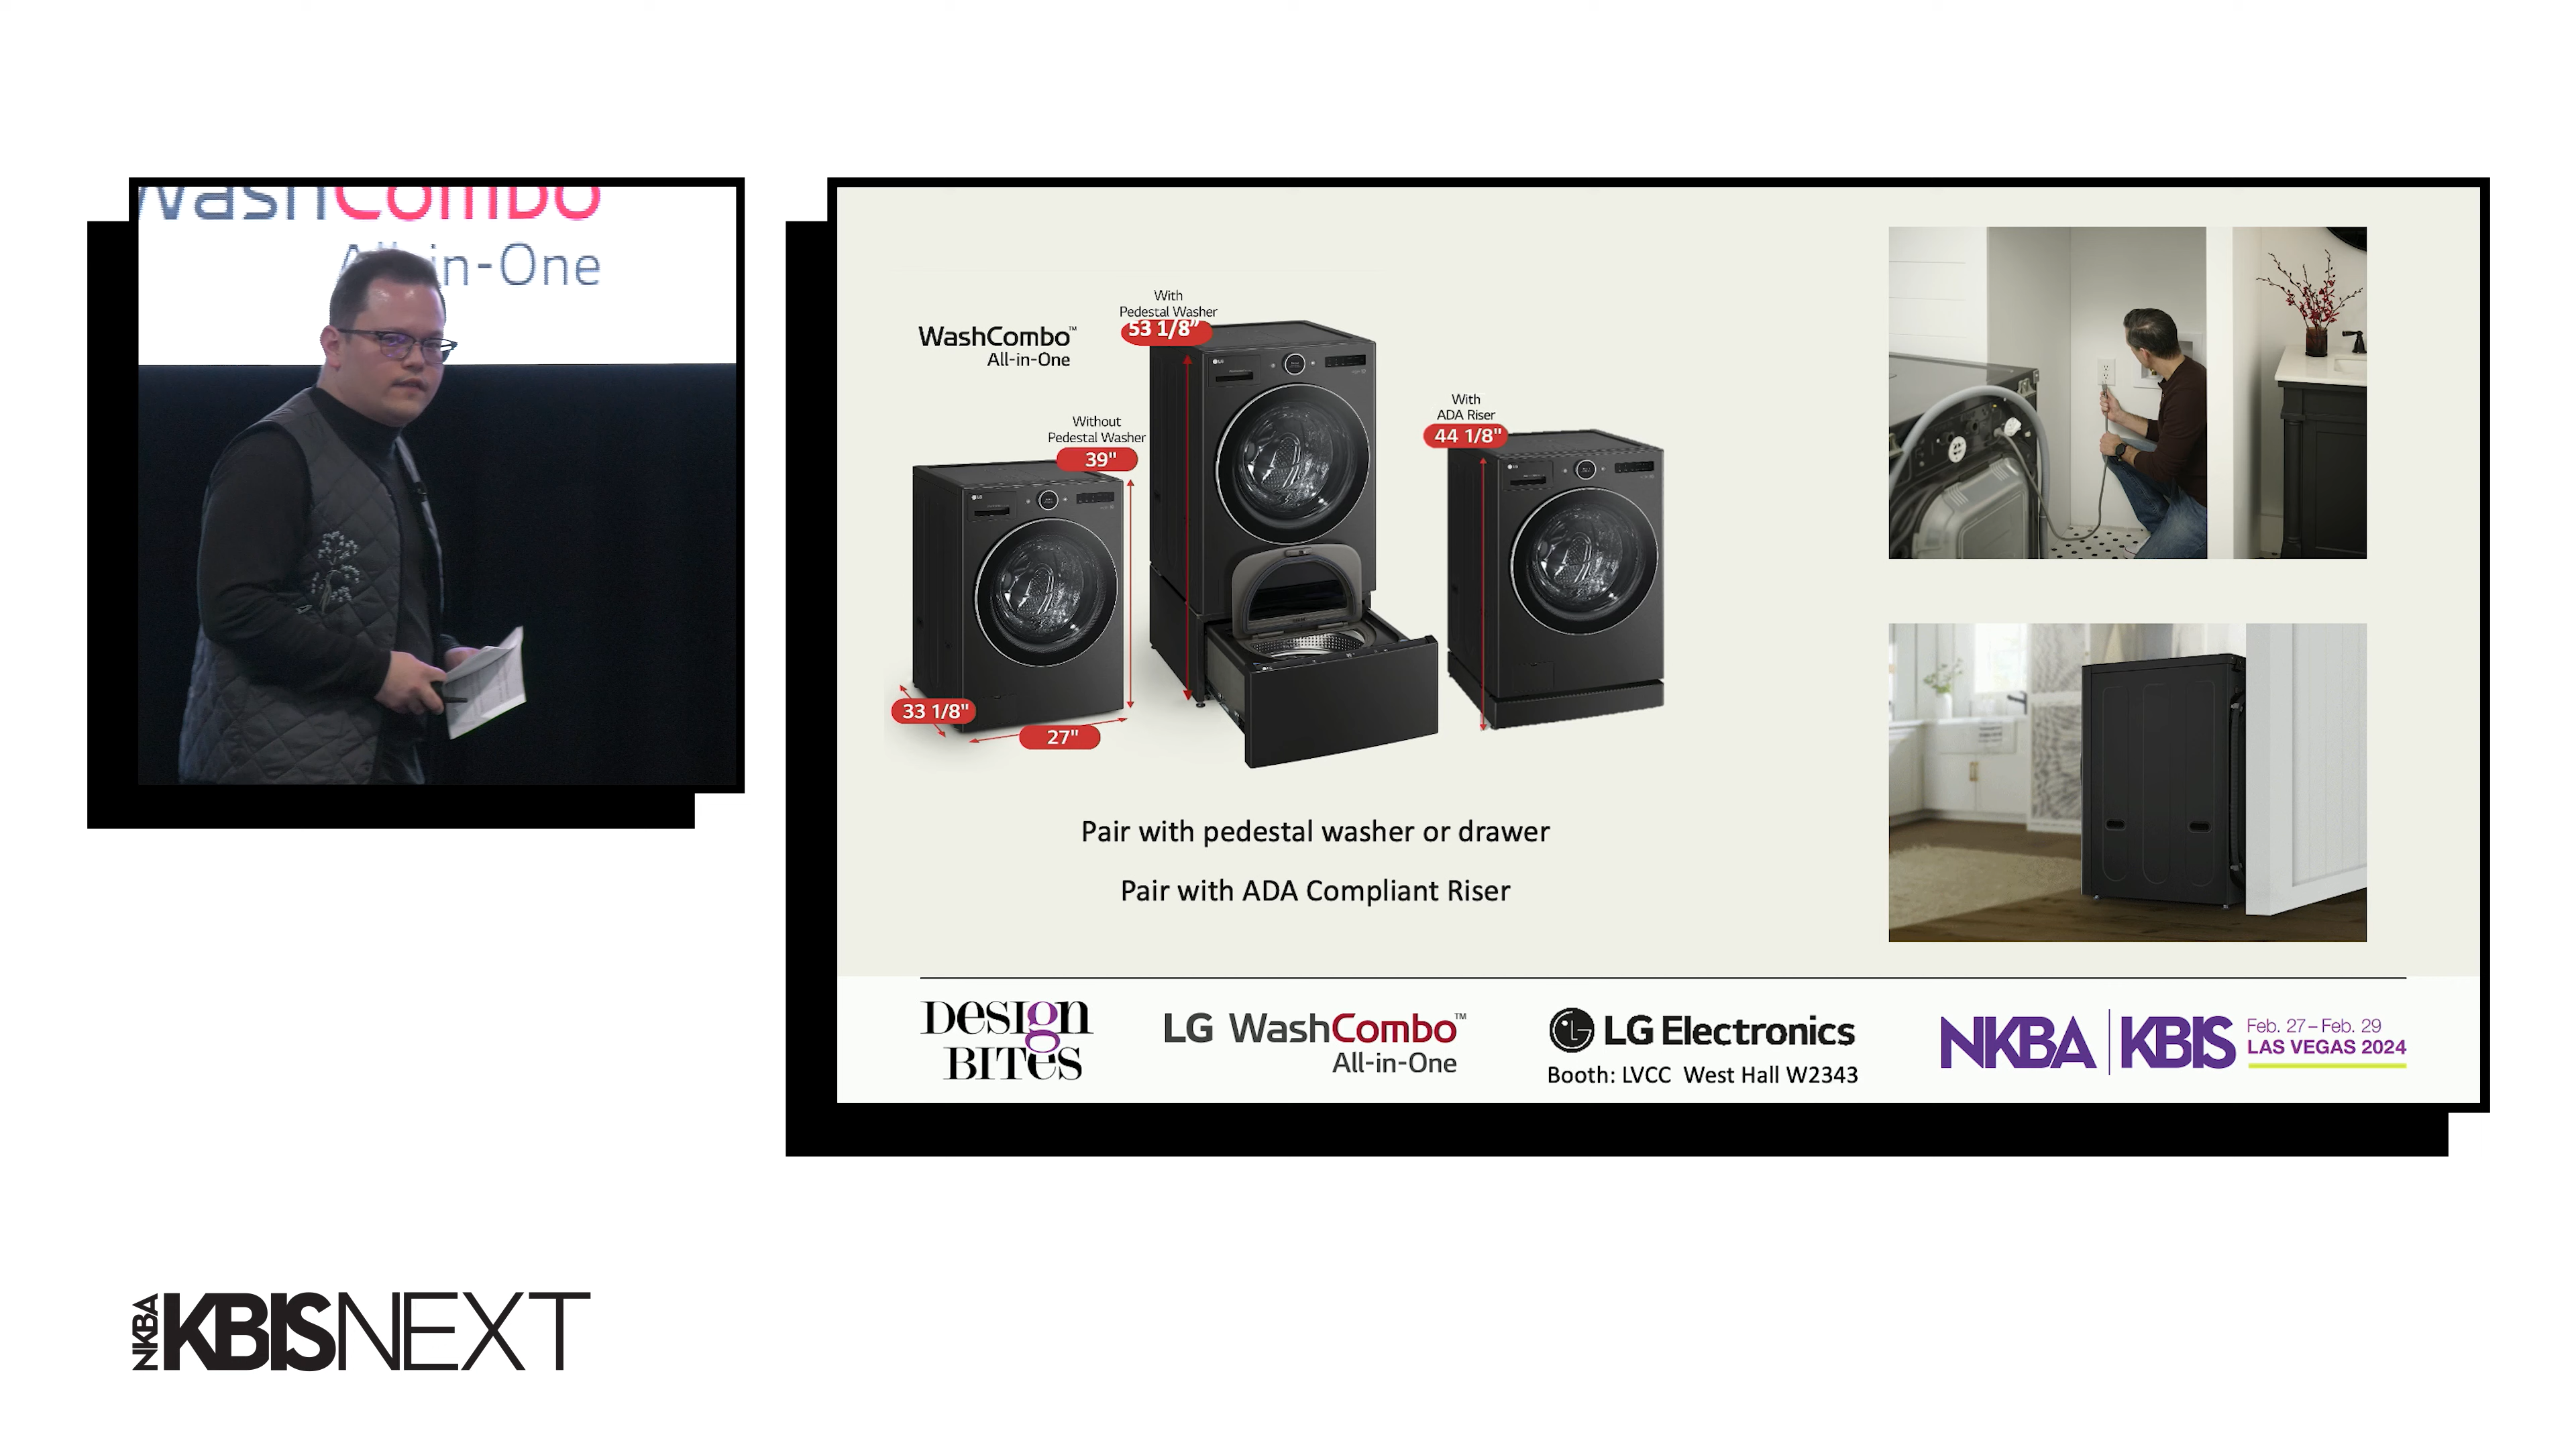 WashCombo
All-in-One
WashCombo™
All-in-One
With
Pedestal Washer
53 1/8"
Without
Pedestal Washer
39"
With
ADA Riser
44 1/8"
33 1/8"
27"
Pair with pedestal washer or drawer
Pair with ADA Compliant Riser
Design
BITES
LG WashCombo™
All-in-One
LG Electronics
Booth: LVCC West Hall W2343
NKBA | KBIS
Feb. 27 – Feb. 29
LAS VEGAS 2024
NKBA KBISNEXT